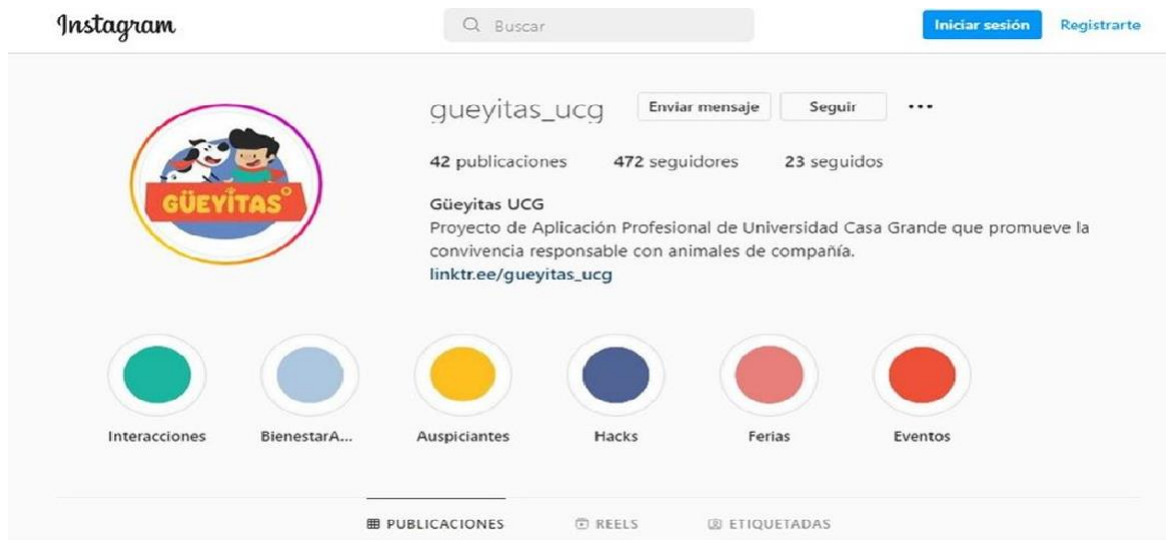 Instagram
Buscar
Iniciar sesión
Registrarte
GÜEYITAS
gueyitas_ucg
Enviar mensaje
Seguir
42 publicaciones
472 seguidores
23 seguidos
Güeyitas UCG
Proyecto de Aplicación Profesional de Universidad Casa Grande que promueve la
convivencia responsable con animales de compañía.
linktr.ee/gueyitas_ucg
Interacciones
BienestarA...
Auspiciantes
Hacks
Ferias
Eventos
PUBLICACIONES
REELS
ETIQUETADAS